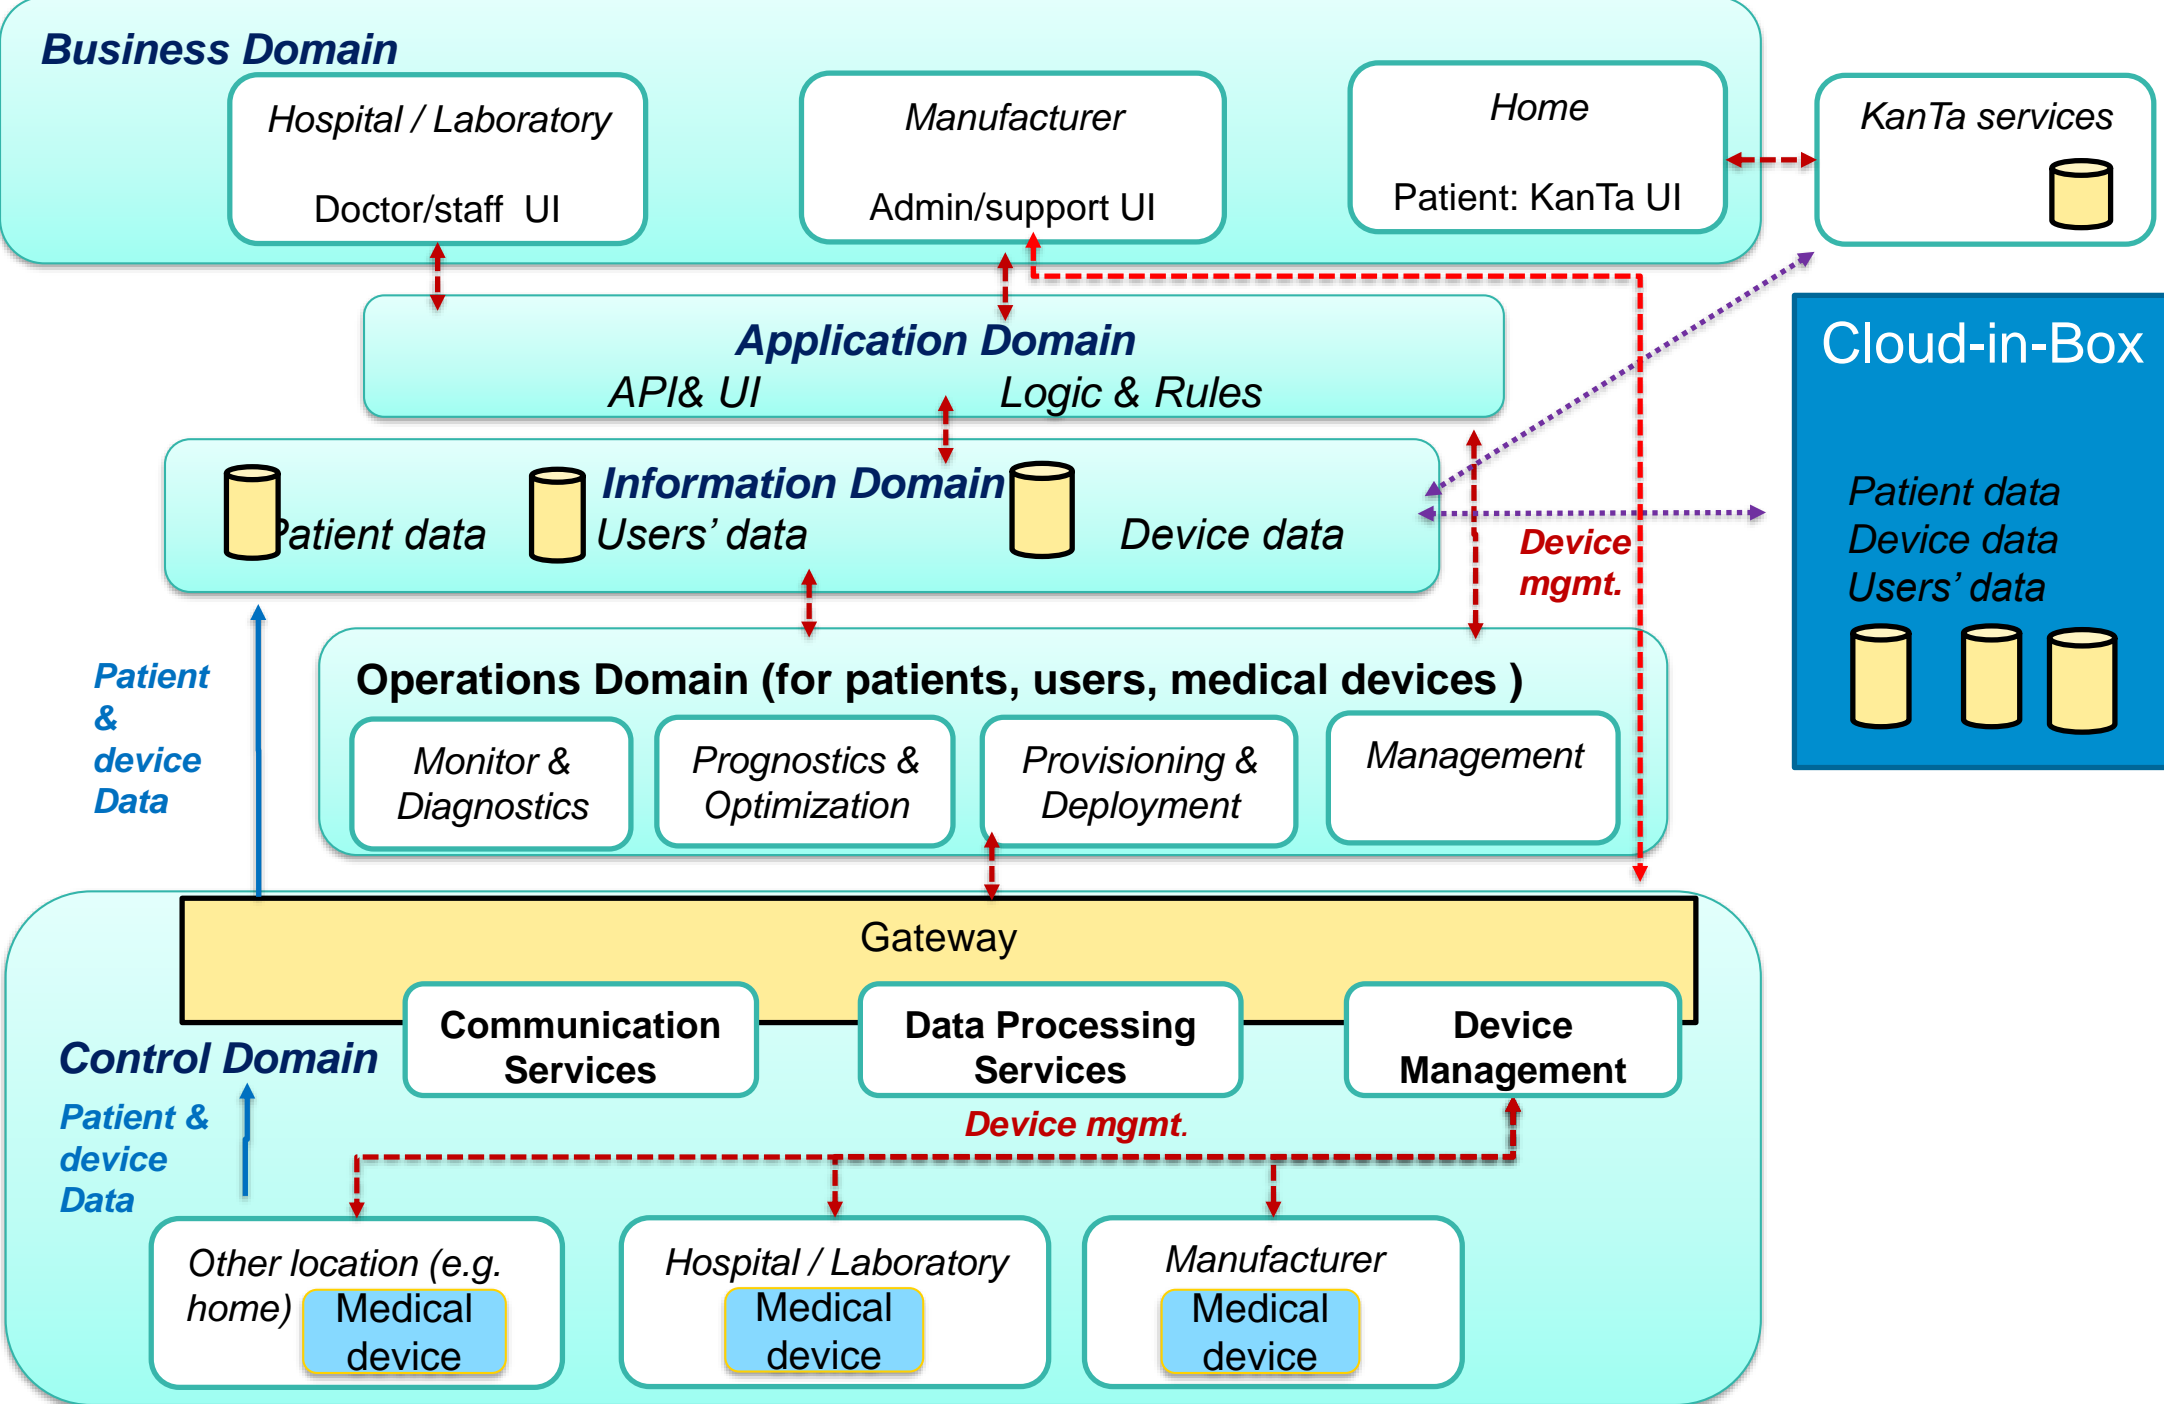 Business Domain
Hospital / Laboratory
Doctor/staff  UI
Manufacturer
Admin/support UI
Home
Patient: KanTa UI
KanTa services
Application Domain
API& UI
Logic & Rules
Cloud-in-Box
Patient data
Device data
Users’ data
Information Domain
Patient data
Users’ data
Device data
Device
mgmt.
Patient
&
device
Data
Operations Domain (for patients, users, medical devices )
Monitor &
Diagnostics
Prognostics &
Optimization
Provisioning &
Deployment
Management
Gateway
Communication
Services
Data Processing
Services
Device
Management
Control Domain
Patient &
device
Data
Device mgmt.
Other location (e.g.
home)
Medical
device
Hospital / Laboratory
Medical
device
Manufacturer
Medical
device